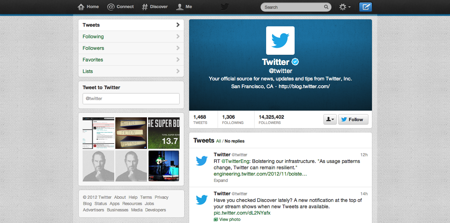 Home Connect # Discover Me
Search
Tweets
Following
Followers
Favorites
Lists
Tweet to Twitter
@twitter
THE SUPER BO
13.7
© 2012 Twitter About Help Terms Privacy
Blog Status Apps Resources Jobs
Advertisers Businesses Media Developers
Twitter
@twitter
Your official source for news, updates and tips from Twitter, Inc.
San Francisco, CA · http://blog.twitter.com/
1,468 TWEETS
1,306 FOLLOWING
14,325,402 FOLLOWERS
Follow
Tweets All / No replies
Twitter @twitter 12h
RT @TwitterEng: Bolstering our infrastructure. "As usage patterns
change, Twitter can remain resilient."
engineering.twitter.com/2012/11/bolste...
Expand
Twitter @twitter 14h
Have you checked Discover lately? A new notification at the top of
your stream shows when new Tweets are available.
pic.twitter.com/dL2NYafs
View photo